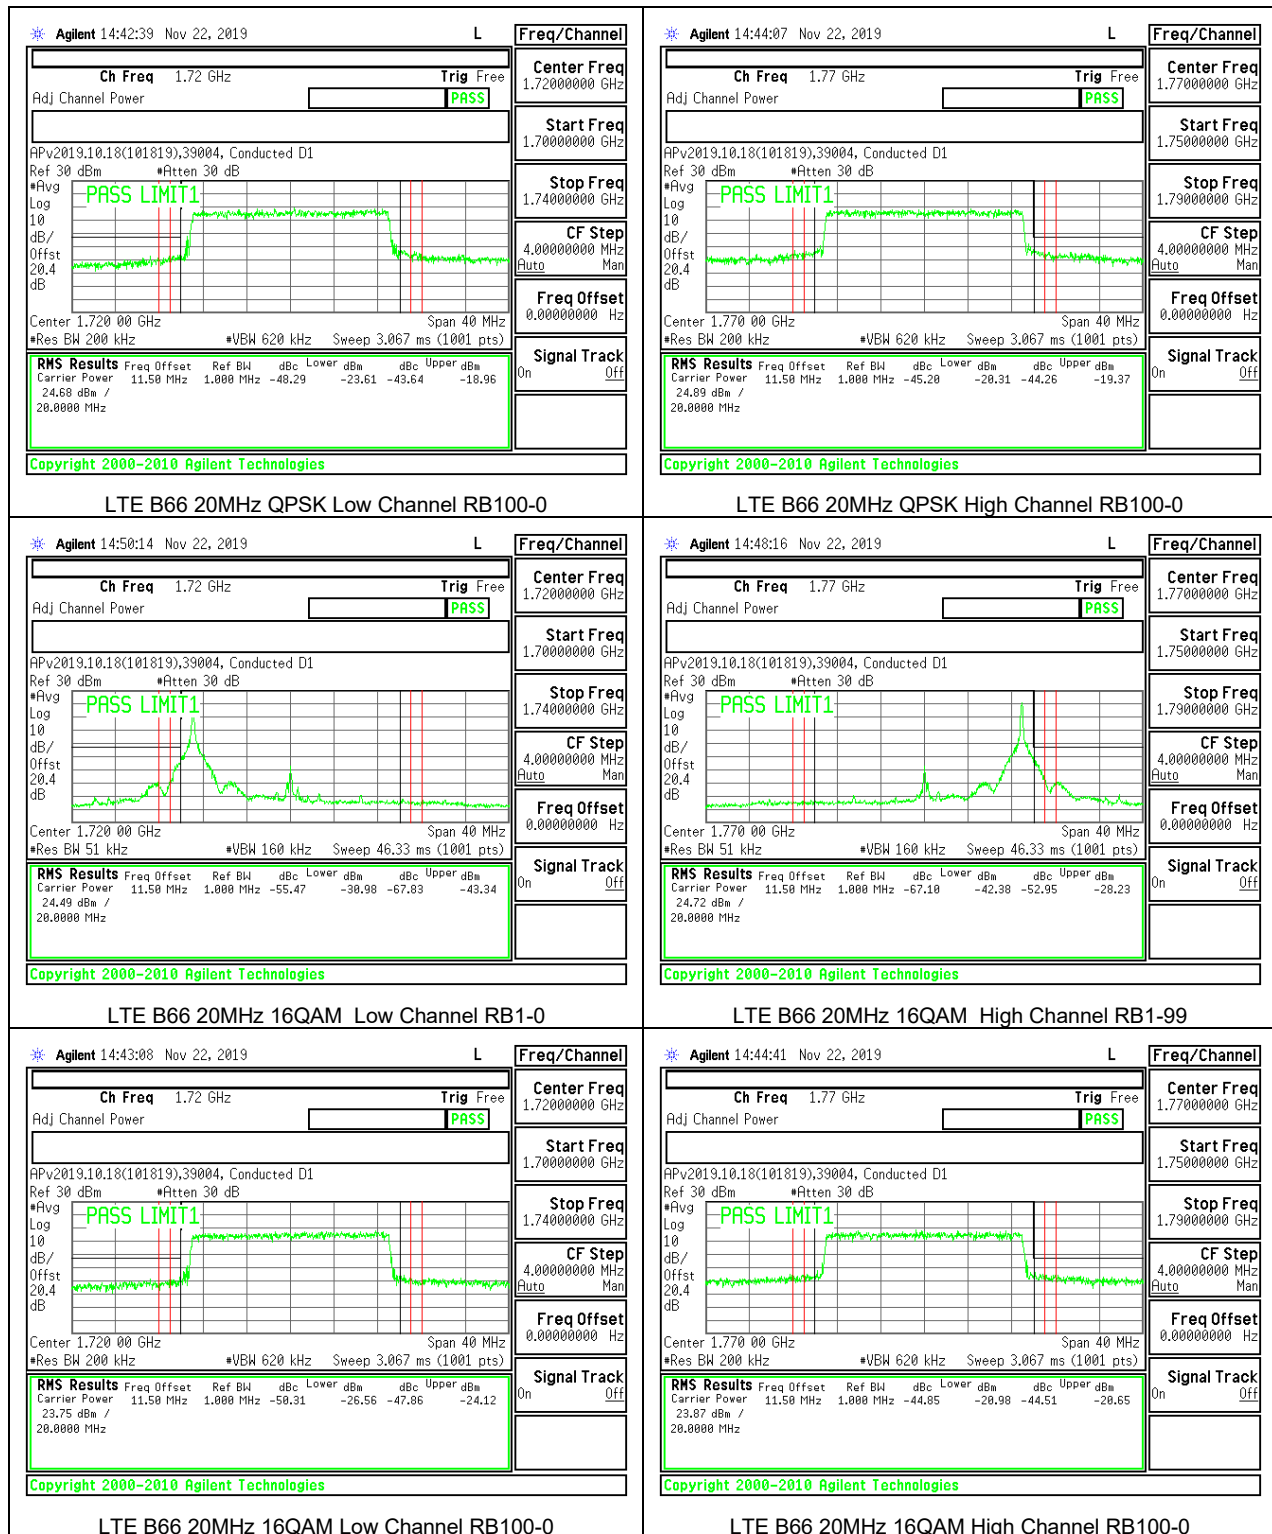 Agilent 14:42:39 Nov 22, 2019 L Freq/Channel
Ch Freq 1.72 GHz Trig Free
Adj Channel Power PASS
Center Freq
1.72000000 GHz
Start Freq
1.70000000 GHz
APv2019.10.18(101819),39004, Conducted D1
Ref 30 dBm #Atten 30 dB
#Avg
Log
10
dB/
Offst
20.4
dB
PASS LIMIT1
Stop Freq
1.74000000 GHz
CF Step
4.00000000 MHz
Auto Man
Freq Offset
0.00000000 Hz
Center 1.720 00 GHz Span 40 MHz
#Res BW 200 kHz #VBW 620 kHz Sweep 3.067 ms (1001 pts)
Signal Track
On Off
RMS Results Freq Offset Ref BW dBc Lower dBm dBc Upper dBm
Carrier Power 11.50 MHz 1.000 MHz -48.29 -23.61 -43.64 -18.96
24.68 dBm /
20.0000 MHz
Copyright 2000-2010 Agilent Technologies
LTE B66 20MHz QPSK Low Channel RB100-0
Agilent 14:44:07 Nov 22, 2019 L Freq/Channel
Ch Freq 1.77 GHz Trig Free
Adj Channel Power PASS
Center Freq
1.77000000 GHz
Start Freq
1.75000000 GHz
APv2019.10.18(101819),39004, Conducted D1
Ref 30 dBm #Atten 30 dB
#Avg
Log
10
dB/
Offst
20.4
dB
PASS LIMIT1
Stop Freq
1.79000000 GHz
CF Step
4.00000000 MHz
Auto Man
Freq Offset
0.00000000 Hz
Center 1.770 00 GHz Span 40 MHz
#Res BW 200 kHz #VBW 620 kHz Sweep 3.067 ms (1001 pts)
Signal Track
On Off
RMS Results Freq Offset Ref BW dBc Lower dBm dBc Upper dBm
Carrier Power 11.50 MHz 1.000 MHz -45.20 -20.31 -44.26 -19.37
24.89 dBm /
20.0000 MHz
Copyright 2000-2010 Agilent Technologies
LTE B66 20MHz QPSK High Channel RB100-0
Agilent 14:50:14 Nov 22, 2019 L Freq/Channel
Ch Freq 1.72 GHz Trig Free
Adj Channel Power PASS
Center Freq
1.72000000 GHz
Start Freq
1.70000000 GHz
APv2019.10.18(101819),39004, Conducted D1
Ref 30 dBm #Atten 30 dB
#Avg
Log
10
dB/
Offst
20.4
dB
PASS LIMIT1
Stop Freq
1.74000000 GHz
CF Step
4.00000000 MHz
Auto Man
Freq Offset
0.00000000 Hz
Center 1.720 00 GHz Span 40 MHz
#Res BW 51 kHz #VBW 160 kHz Sweep 46.33 ms (1001 pts)
Signal Track
On Off
RMS Results Freq Offset Ref BW dBc Lower dBm dBc Upper dBm
Carrier Power 11.50 MHz 1.000 MHz -55.47 -30.98 -67.83 -43.34
24.49 dBm /
20.0000 MHz
Copyright 2000-2010 Agilent Technologies
LTE B66 20MHz 16QAM Low Channel RB1-0
Agilent 14:48:16 Nov 22, 2019 L Freq/Channel
Ch Freq 1.77 GHz Trig Free
Adj Channel Power PASS
Center Freq
1.77000000 GHz
Start Freq
1.75000000 GHz
APv2019.10.18(101819),39004, Conducted D1
Ref 30 dBm #Atten 30 dB
#Avg
Log
10
dB/
Offst
20.4
dB
PASS LIMIT1
Stop Freq
1.79000000 GHz
CF Step
4.00000000 MHz
Auto Man
Freq Offset
0.00000000 Hz
Center 1.770 00 GHz Span 40 MHz
#Res BW 51 kHz #VBW 160 kHz Sweep 46.33 ms (1001 pts)
Signal Track
On Off
RMS Results Freq Offset Ref BW dBc Lower dBm dBc Upper dBm
Carrier Power 11.50 MHz 1.000 MHz -67.10 -42.38 -52.95 -28.23
24.72 dBm /
20.0000 MHz
Copyright 2000-2010 Agilent Technologies
LTE B66 20MHz 16QAM High Channel RB1-99
Agilent 14:43:08 Nov 22, 2019 L Freq/Channel
Ch Freq 1.72 GHz Trig Free
Adj Channel Power PASS
Center Freq
1.72000000 GHz
Start Freq
1.70000000 GHz
APv2019.10.18(101819),39004, Conducted D1
Ref 30 dBm #Atten 30 dB
#Avg
Log
10
dB/
Offst
20.4
dB
PASS LIMIT1
Stop Freq
1.74000000 GHz
CF Step
4.00000000 MHz
Auto Man
Freq Offset
0.00000000 Hz
Center 1.720 00 GHz Span 40 MHz
#Res BW 200 kHz #VBW 620 kHz Sweep 3.067 ms (1001 pts)
Signal Track
On Off
RMS Results Freq Offset Ref BW dBc Lower dBm dBc Upper dBm
Carrier Power 11.50 MHz 1.000 MHz -50.31 -26.56 -47.86 -24.12
23.75 dBm /
20.0000 MHz
Copyright 2000-2010 Agilent Technologies
LTE B66 20MHz 16QAM Low Channel RB100-0
Agilent 14:44:41 Nov 22, 2019 L Freq/Channel
Ch Freq 1.77 GHz Trig Free
Adj Channel Power PASS
Center Freq
1.77000000 GHz
Start Freq
1.75000000 GHz
APv2019.10.18(101819),39004, Conducted D1
Ref 30 dBm #Atten 30 dB
#Avg
Log
10
dB/
Offst
20.4
dB
PASS LIMIT1
Stop Freq
1.79000000 GHz
CF Step
4.00000000 MHz
Auto Man
Freq Offset
0.00000000 Hz
Center 1.770 00 GHz Span 40 MHz
#Res BW 200 kHz #VBW 620 kHz Sweep 3.067 ms (1001 pts)
Signal Track
On Off
RMS Results Freq Offset Ref BW dBc Lower dBm dBc Upper dBm
Carrier Power 11.50 MHz 1.000 MHz -44.85 -20.98 -44.51 -20.65
23.87 dBm /
20.0000 MHz
Copyright 2000-2010 Agilent Technologies
LTE B66 20MHz 16QAM High Channel RB100-0